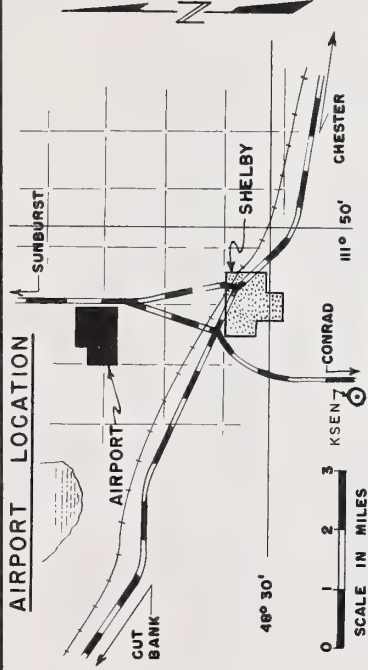 AIRPORT LOCATION
N
SUNBURST
AIRPORT
SHELBY
CUT
BANK
CHESTER
48° 30'
111° 50'
CONRAD
KSEN
0 1 2 3
SCALE IN MILES